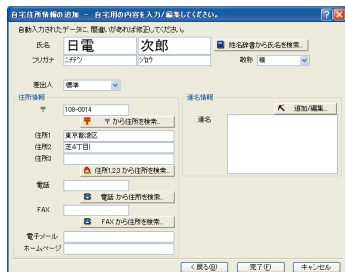 自宅住所情報の追加 － 自宅用の内容を入力/編集してください。
自動入力されたデータに、間違いがあれば修正してください。
氏名 日電 次郎 姓名辞書から氏名を検索...
フリガナ ニチデン ジロウ 敬称 様
差出人 標準
住所情報 連名情報
〒 108-0014 追加/編集...
〒 から住所を検索... 連名
住所1 東京都港区
住所2 芝4丁目
住所3
住所1,2,3 から住所を検索...
電話
電話 から住所を検索...
FAX
FAX から住所を検索...
電子メール
ホームページ
< 戻る(B) 完了(F) キャンセル